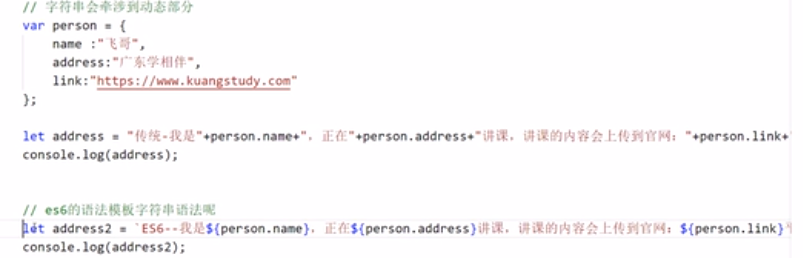 // 字符串会牵涉到动态部分
var person = {
    name :"飞哥",
    address:"广东学相伴",
    link:"https://www.kuangstudy.com"
};
let address = "传统-我是"+person.name+", 正在"+person.address+"讲课, 讲课的内容会上传到官网: "+person.link+
console.log(address);
// es6的语法模板字符串语法呢
let address2 = `ES6--我是${person.name}, 正在${person.address}讲课, 讲课的内容会上传到官网: ${person.link}
console.log(address2);